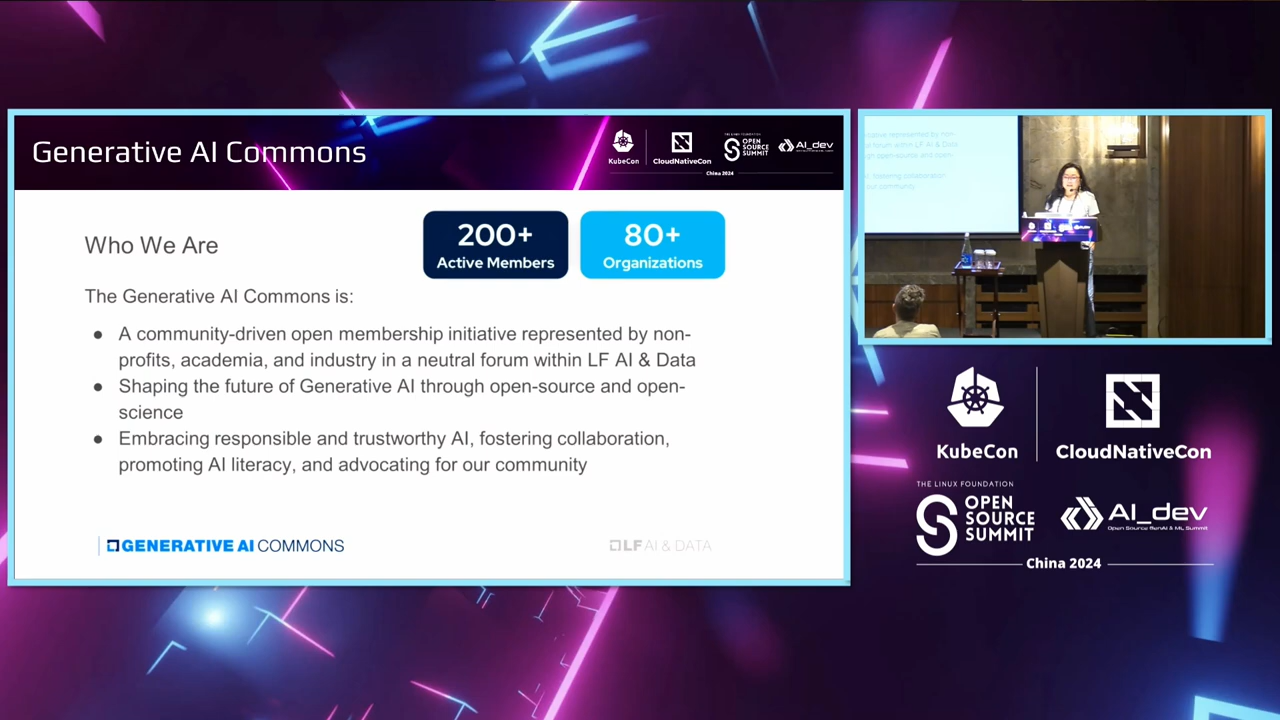 Generative AI Commons
KubeCon
CloudNativeCon
THE LINUX FOUNDATION
OPEN
SOURCE
SUMMIT
AI_dev
China 2024
Who We Are
200+
Active Members
80+
Organizations
The Generative AI Commons is:
● A community-driven open membership initiative represented by non-
profits, academia, and industry in a neutral forum within LF AI & Data
● Shaping the future of Generative AI through open-source and open-
science
● Embracing responsible and trustworthy AI, fostering collaboration,
promoting AI literacy, and advocating for our community
GENERATIVE AI COMMONS
LF AI & DATA
KubeCon
CloudNativeCon
THE LINUX FOUNDATION
OPEN
SOURCE
SUMMIT
AI_dev
Open Source GenAI & ML Summit
China 2024